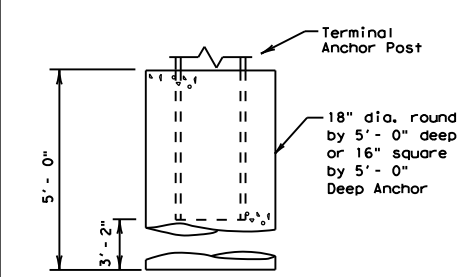 Terminal
Anchor Post
18" dia. round
by 5'- 0" deep
or 16" square
by 5'- 0"
Deep Anchor
5'- 0"
3'- 2"